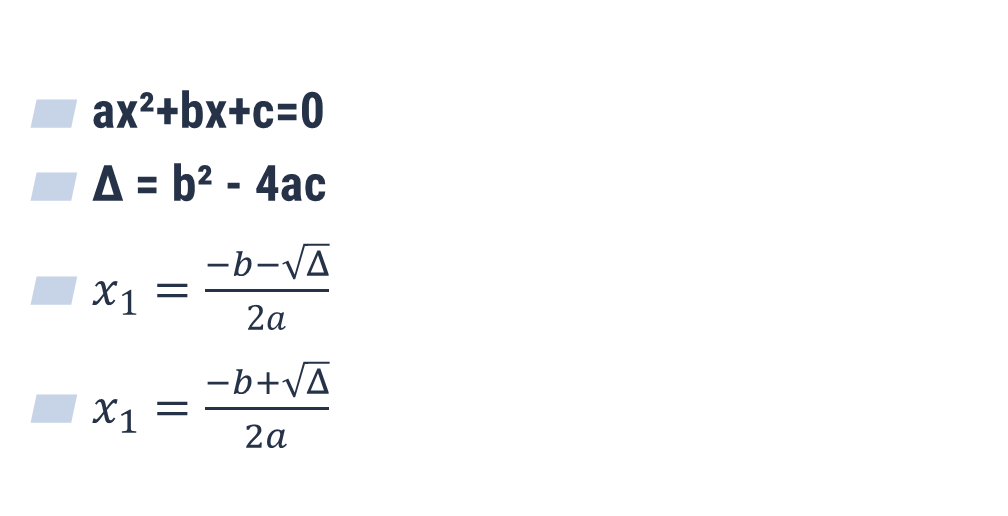 ax²+bx+c=0
Δ = b² - 4ac
x₁ = (−b−√Δ)/(2a)
x₁ = (−b+√Δ)/(2a)